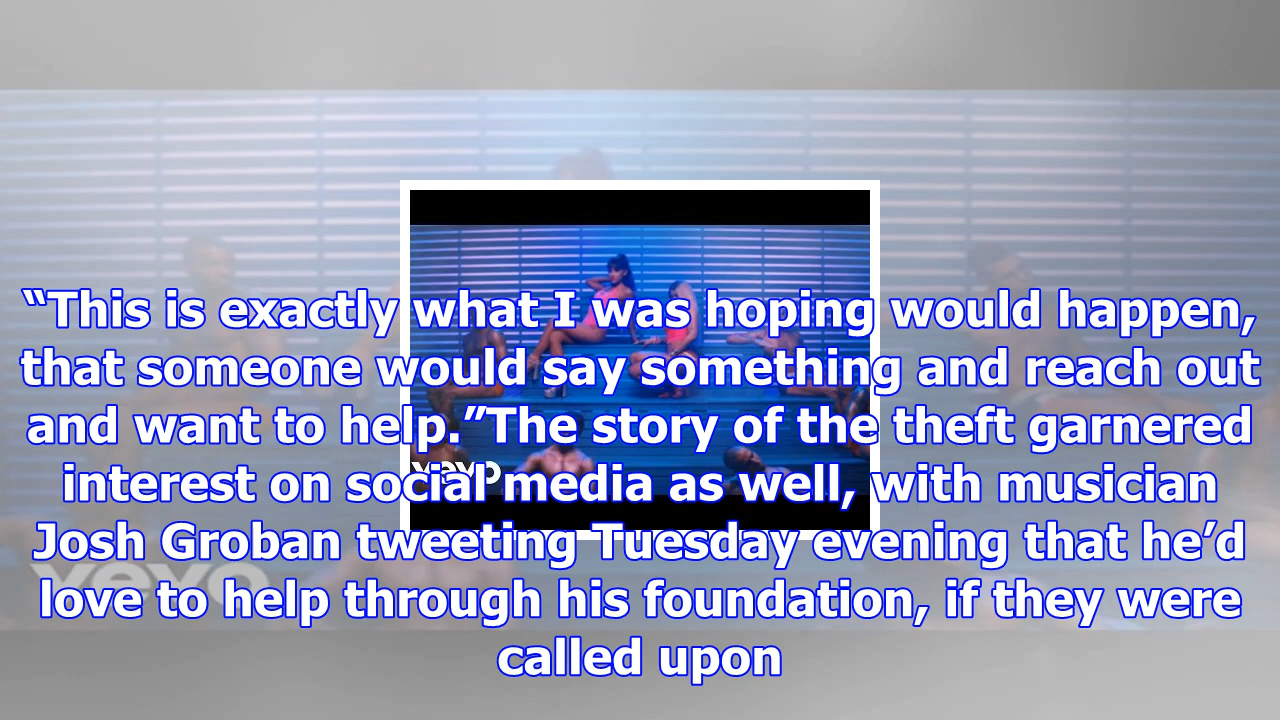 “This is exactly what I was hoping would happen,
that someone would say something and reach out
and want to help.”The story of the theft garnered
interest on social media as well, with musician
Josh Groban tweeting Tuesday evening that he’d
love to help through his foundation, if they were
called upon
vevo
vevo